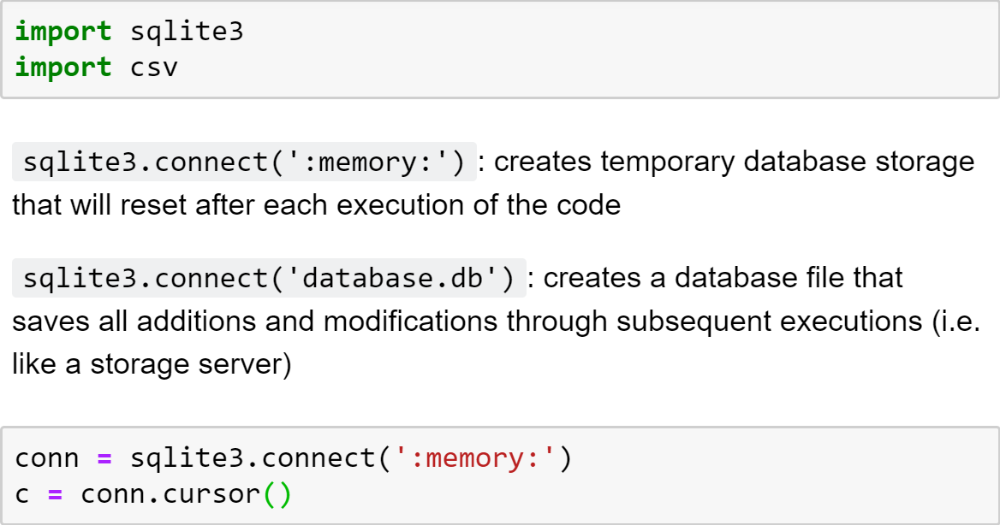 import sqlite3
import csv
sqlite3.connect(':memory:') : creates temporary database storage
that will reset after each execution of the code
sqlite3.connect('database.db') : creates a database file that
saves all additions and modifications through subsequent executions (i.e.
like a storage server)
conn = sqlite3.connect(':memory:')
c = conn.cursor()